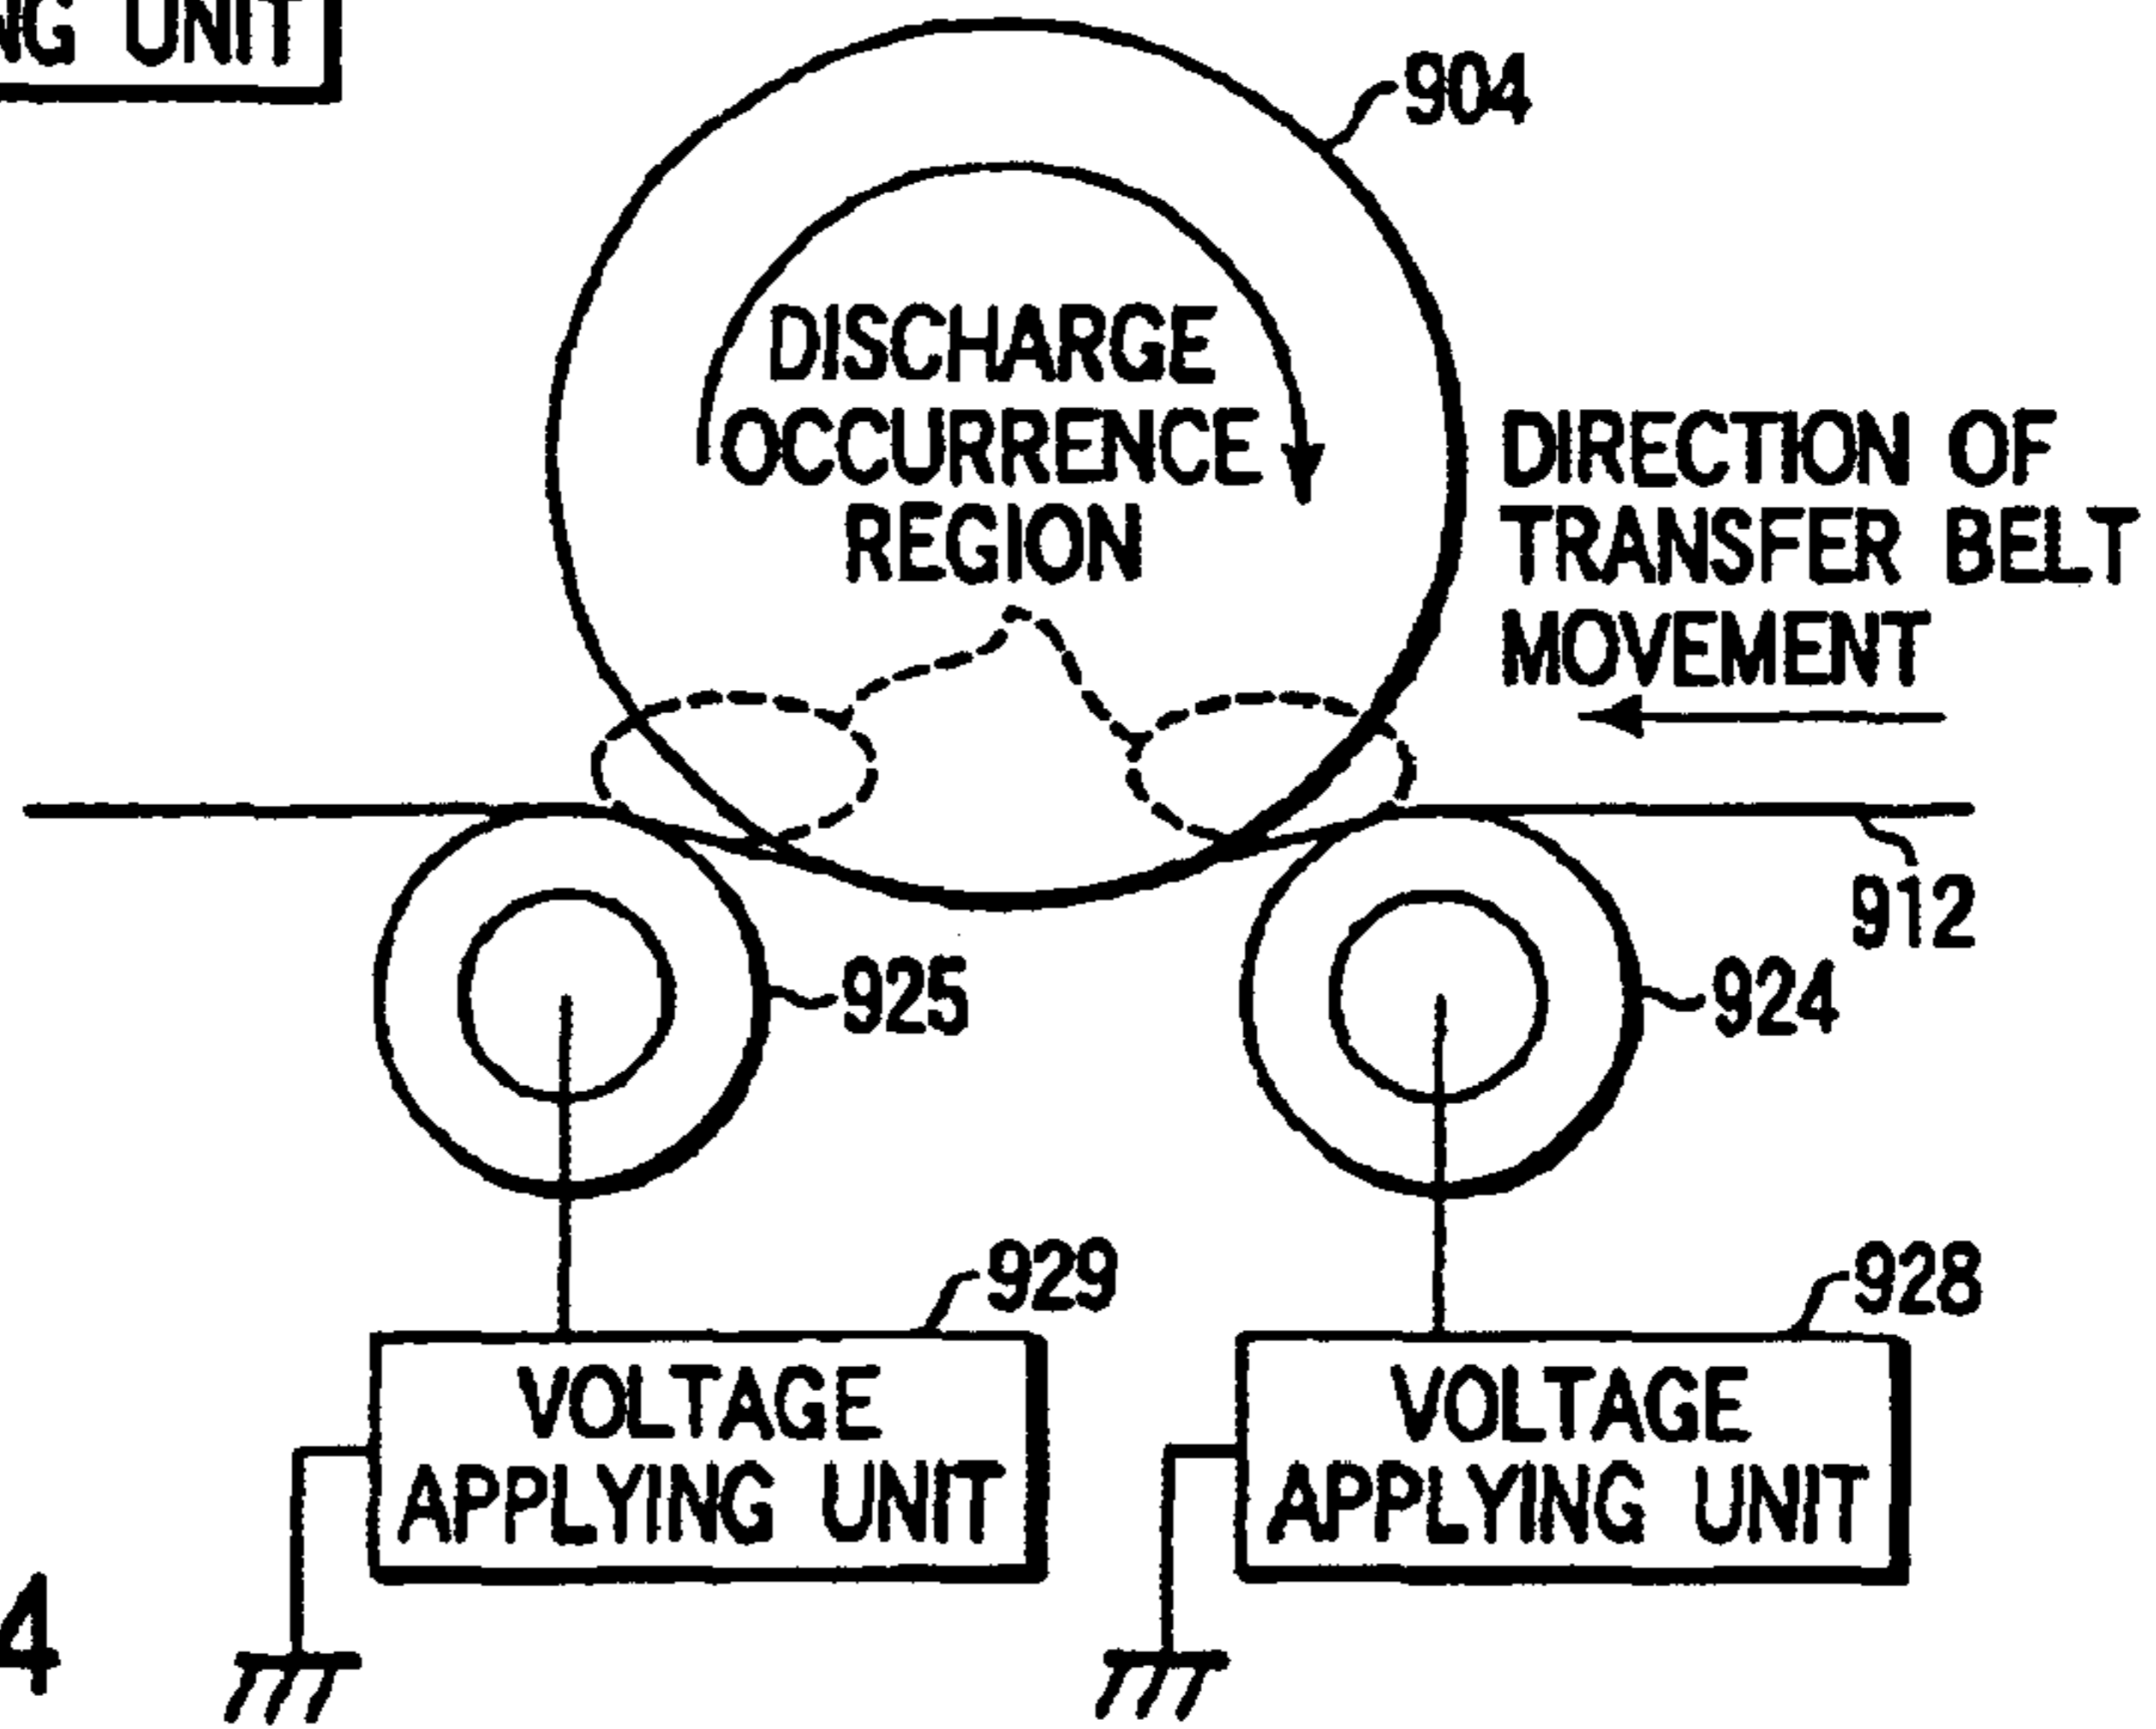 UNIT
904
DISCHARGE
OCCURRENCE
REGION
DIRECTION OF
TRANSFER BELT
MOVEMENT
912
925
924
929
928
VOLTAGE
APPLYING UNIT
VOLTAGE
APPLYING UNIT
4